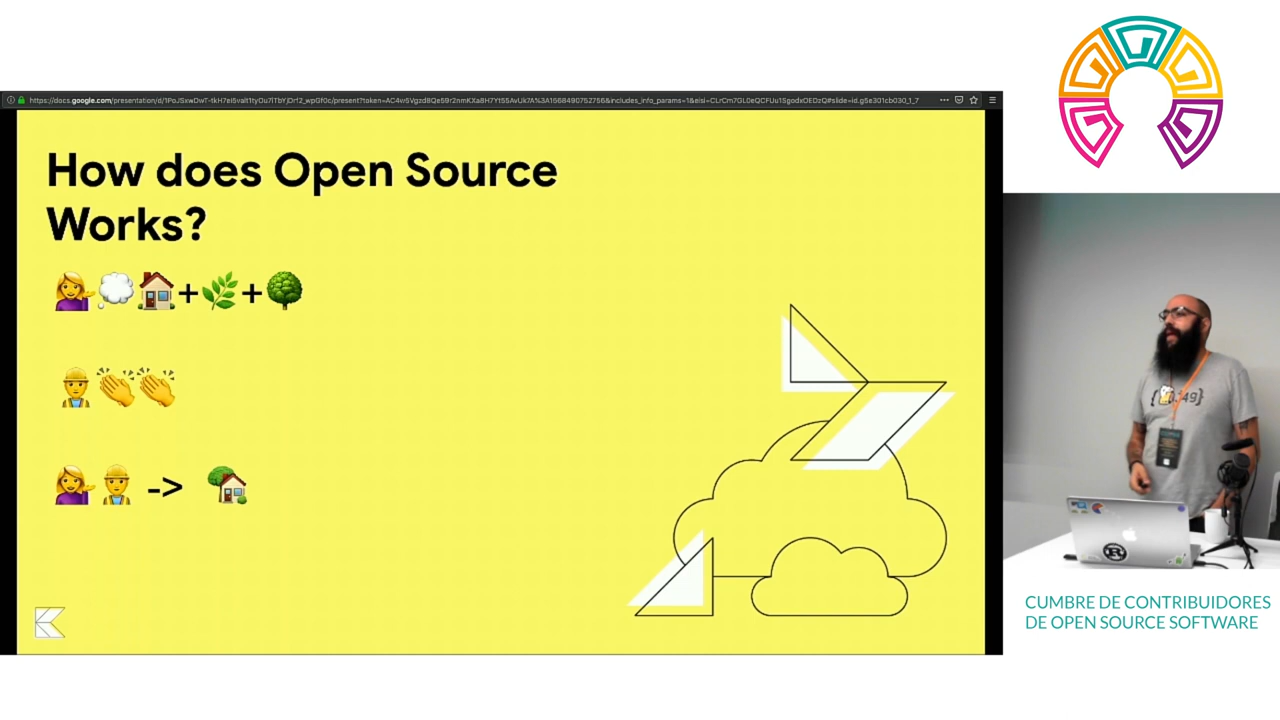 How does Open Source
Works?
+ +
->
CUMBRE DE CONTRIBUIDORES
DE OPEN SOURCE SOFTWARE